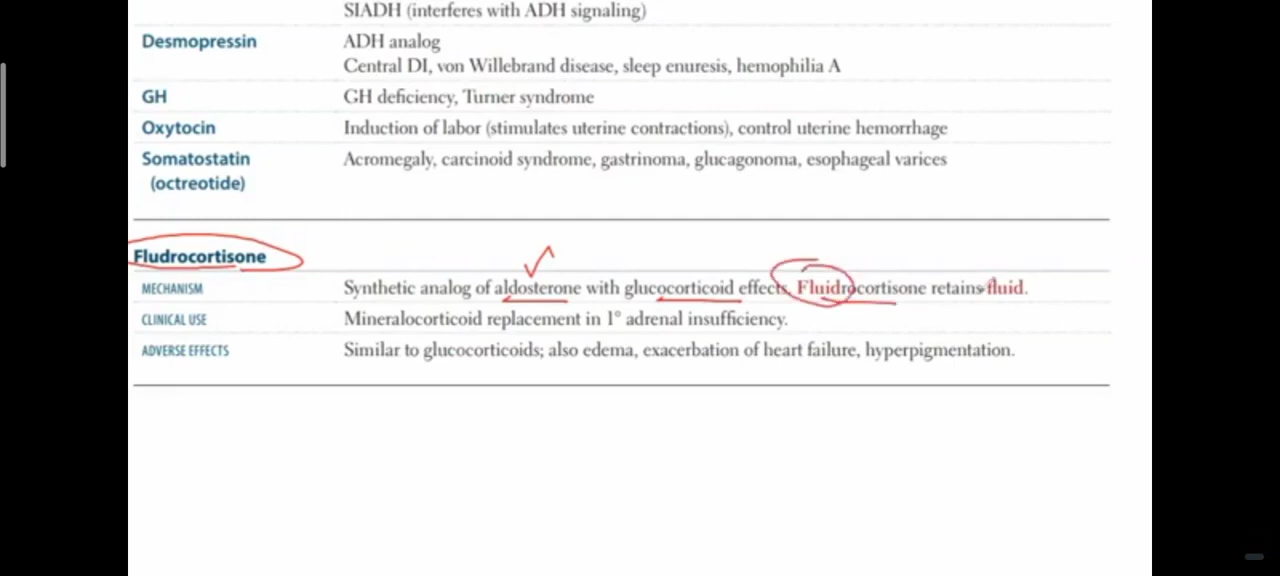 SIADH (interferes with ADH signaling)
Desmopressin ADH analog
Central DI, von Willebrand disease, sleep enuresis, hemophilia A
GH GH deficiency, Turner syndrome
Oxytocin Induction of labor (stimulates uterine contractions), control uterine hemorrhage
Somatostatin Acromegaly, carcinoid syndrome, gastrinoma, glucagonoma, esophageal varices
(octreotide)
Fludrocortisone
MECHANISM Synthetic analog of aldosterone with glucocorticoid effects. Fluidrocortisone retains fluid.
CLINICAL USE Mineralocorticoid replacement in 1° adrenal insufficiency.
ADVERSE EFFECTS Similar to glucocorticoids; also edema, exacerbation of heart failure, hyperpigmentation.